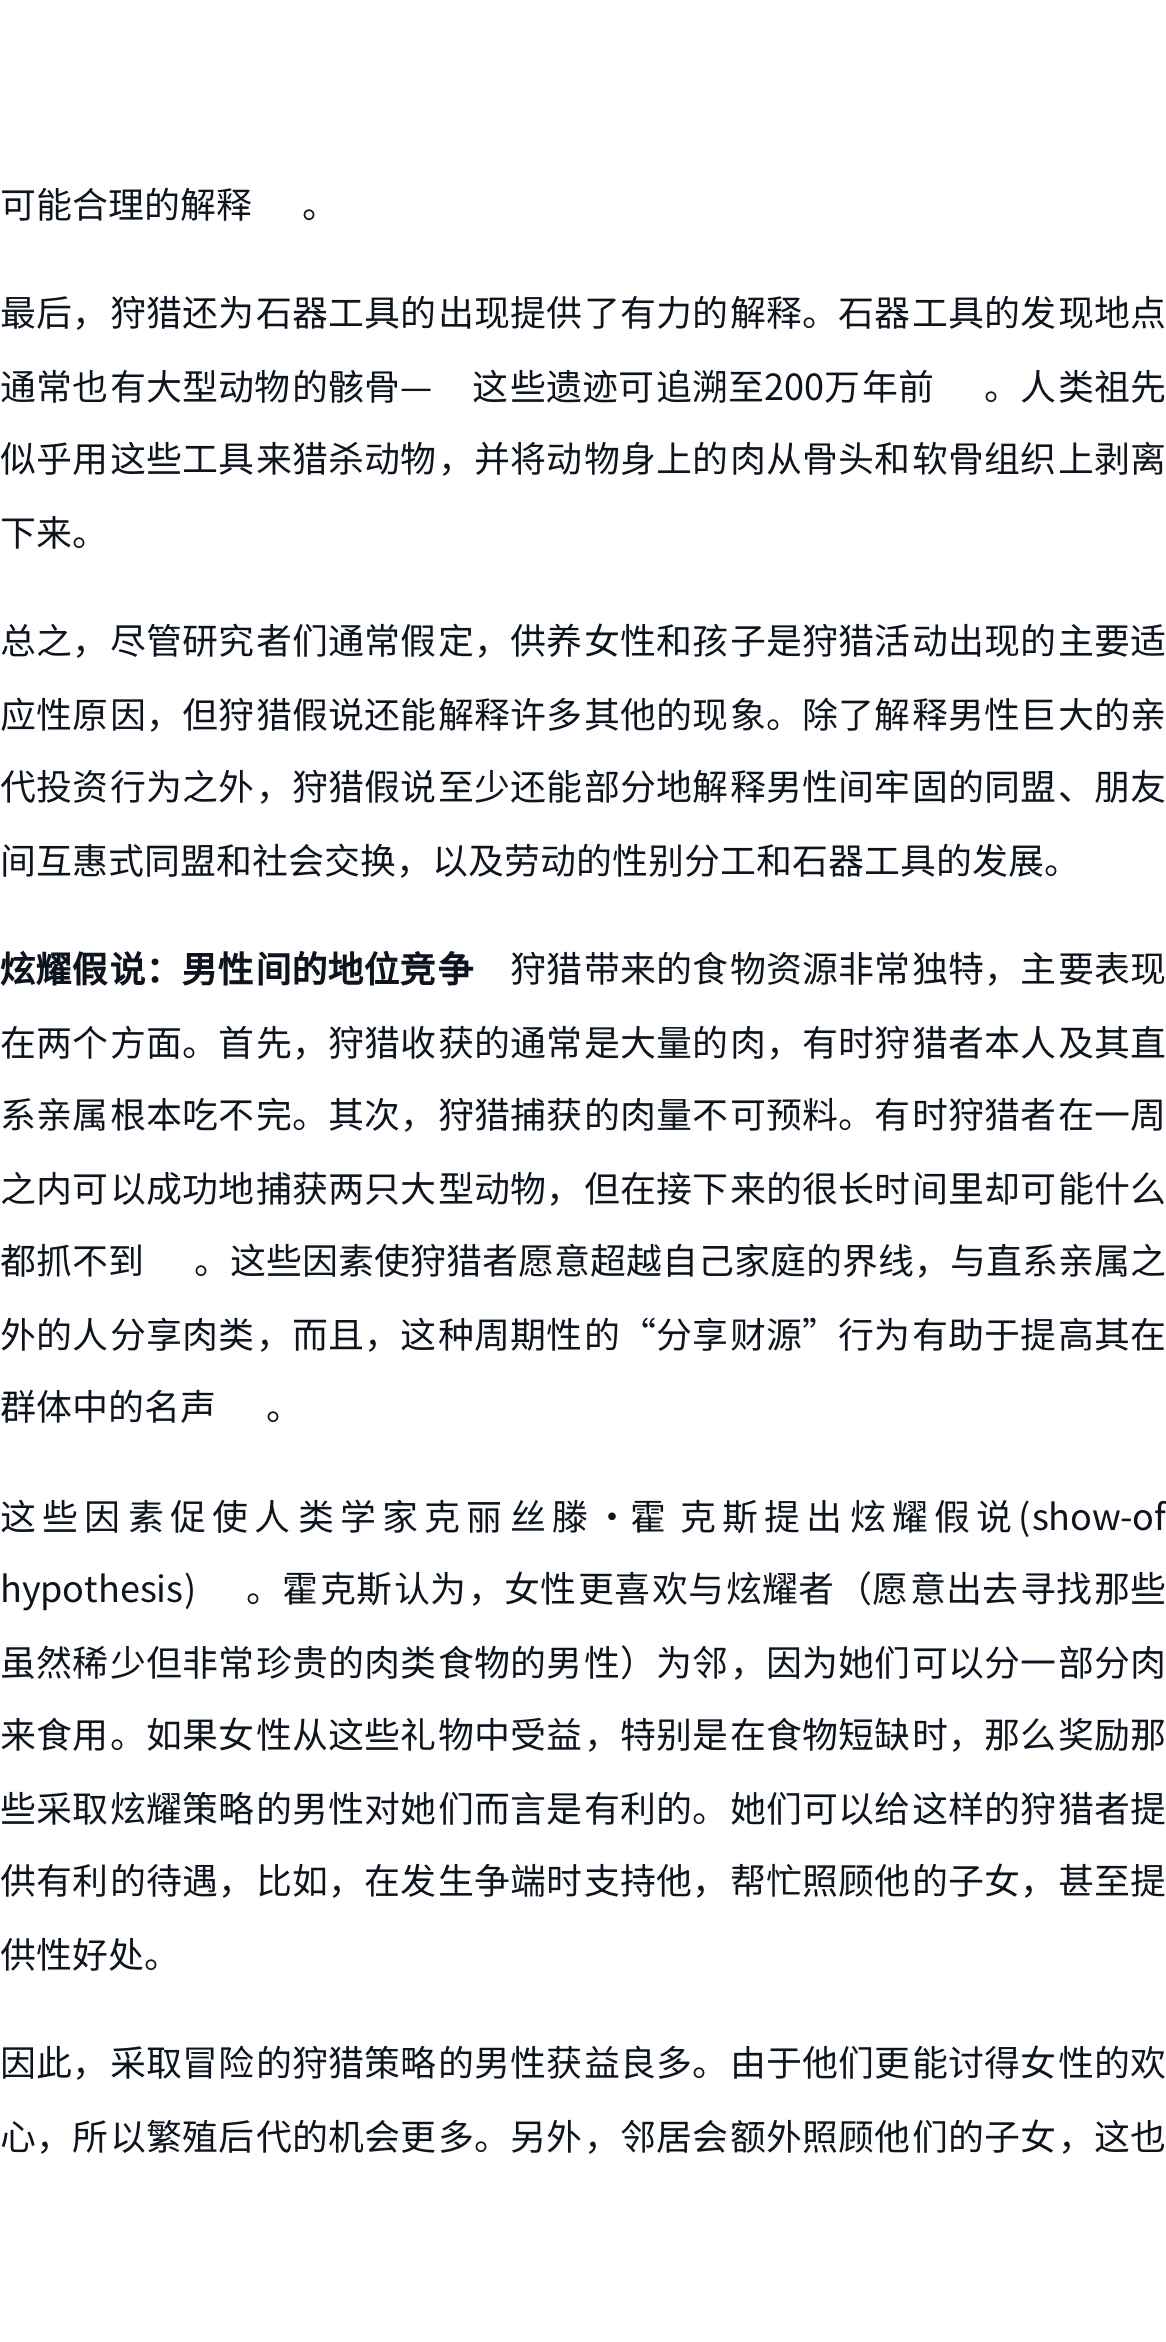 可能合理的解释　。
最后，狩猎还为石器工具的出现提供了有力的解释。石器工具的发现地点
通常也有大型动物的骸骨—　这些遗迹可追溯至200万年前　。人类祖先
似乎用这些工具来猎杀动物，并将动物身上的肉从骨头和软骨组织上剥离
下来。
总之，尽管研究者们通常假定，供养女性和孩子是狩猎活动出现的主要适
应性原因，但狩猎假说还能解释许多其他的现象。除了解释男性巨大的亲
代投资行为之外，狩猎假说至少还能部分地解释男性间牢固的同盟、朋友
间互惠式同盟和社会交换，以及劳动的性别分工和石器工具的发展。
炫耀假说：男性间的地位竞争　狩猎带来的食物资源非常独特，主要表现
在两个方面。首先，狩猎收获的通常是大量的肉，有时狩猎者本人及其直
系亲属根本吃不完。其次，狩猎捕获的肉量不可预料。有时狩猎者在一周
之内可以成功地捕获两只大型动物，但在接下来的很长时间里却可能什么
都抓不到　。这些因素使狩猎者愿意超越自己家庭的界线，与直系亲属之
外的人分享肉类，而且，这种周期性的“分享财源”行为有助于提高其在
群体中的名声　。
这些因素促使人类学家克丽丝滕·霍 克斯提出炫耀假说(show-of
hypothesis)　。霍克斯认为，女性更喜欢与炫耀者（愿意出去寻找那些
虽然稀少但非常珍贵的肉类食物的男性）为邻，因为她们可以分一部分肉
来食用。如果女性从这些礼物中受益，特别是在食物短缺时，那么奖励那
些采取炫耀策略的男性对她们而言是有利的。她们可以给这样的狩猎者提
供有利的待遇，比如，在发生争端时支持他，帮忙照顾他的子女，甚至提
供性好处。
因此，采取冒险的狩猎策略的男性获益良多。由于他们更能讨得女性的欢
心，所以繁殖后代的机会更多。另外，邻居会额外照顾他们的子女，这也